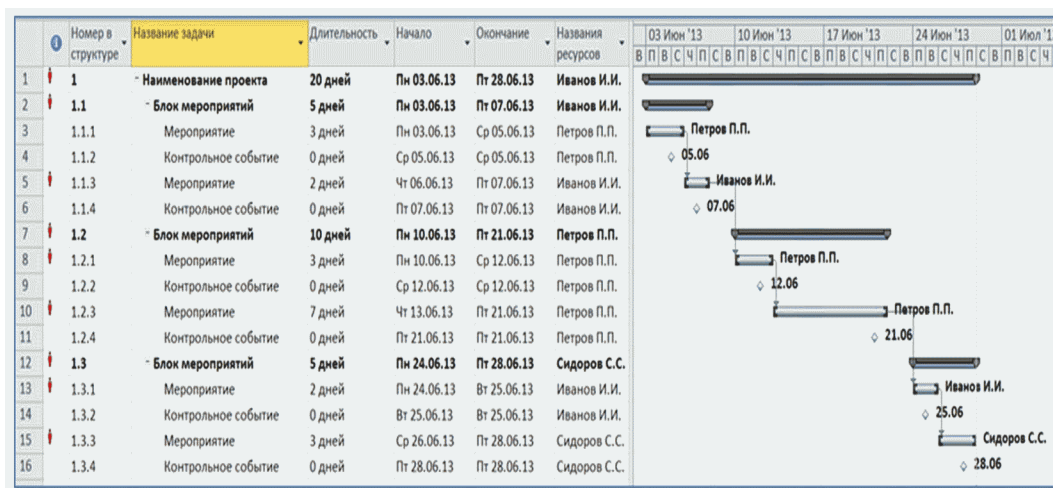 Номер в структуре Название задачи Длительность Начало Окончание Названия ресурсов 03 Июн '13 10 Июн '13 17 Июн '13 24 Июн '13 01 Июл '1
В П В С Ч П С В П В С Ч П С В П В С Ч П С В П В С Ч П С В П В С Ч
1 1 Наименование проекта 20 дней Пн 03.06.13 Пт 28.06.13 Иванов И.И.
2 1.1 Блок мероприятий 5 дней Пн 03.06.13 Пт 07.06.13 Иванов И.И.
3 1.1.1 Мероприятие 3 дней Пн 03.06.13 Ср 05.06.13 Петров П.П. Петров П.П.
4 1.1.2 Контрольное событие 0 дней Ср 05.06.13 Ср 05.06.13 Петров П.П. 05.06
5 1.1.3 Мероприятие 2 дней Чт 06.06.13 Пт 07.06.13 Иванов И.И. Иванов И.И.
6 1.1.4 Контрольное событие 0 дней Пт 07.06.13 Пт 07.06.13 Иванов И.И. 07.06
7 1.2 Блок мероприятий 10 дней Пн 10.06.13 Пт 21.06.13 Петров П.П.
8 1.2.1 Мероприятие 3 дней Пн 10.06.13 Ср 12.06.13 Петров П.П. Петров П.П.
9 1.2.2 Контрольное событие 0 дней Ср 12.06.13 Ср 12.06.13 Петров П.П. 12.06
10 1.2.3 Мероприятие 7 дней Чт 13.06.13 Пт 21.06.13 Петров П.П. Петров П.П.
11 1.2.4 Контрольное событие 0 дней Пт 21.06.13 Пт 21.06.13 Петров П.П. 21.06
12 1.3 Блок мероприятий 5 дней Пн 24.06.13 Пт 28.06.13 Сидоров С.С.
13 1.3.1 Мероприятие 2 дней Пн 24.06.13 Вт 25.06.13 Иванов И.И. Иванов И.И.
14 1.3.2 Контрольное событие 0 дней Вт 25.06.13 Вт 25.06.13 Иванов И.И. 25.06
15 1.3.3 Мероприятие 3 дней Ср 26.06.13 Пт 28.06.13 Сидоров С.С. Сидоров С.С.
16 1.3.4 Контрольное событие 0 дней Пт 28.06.13 Пт 28.06.13 Сидоров С.С. 28.06